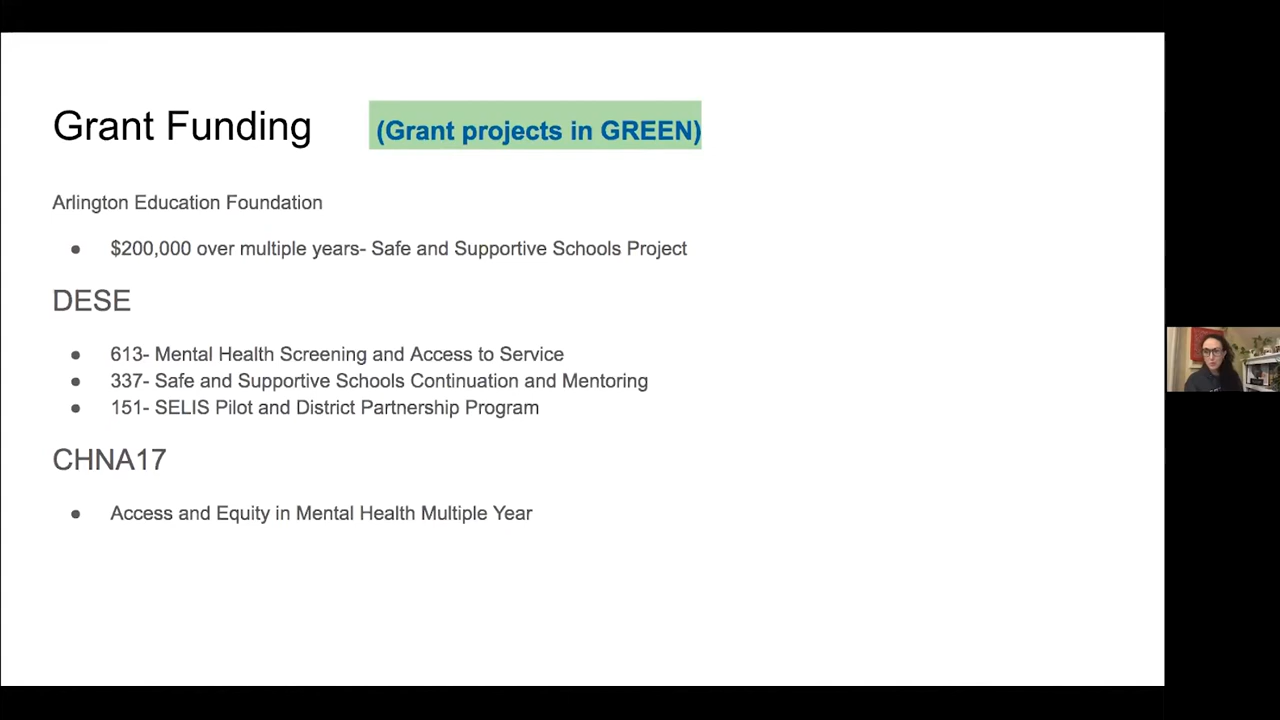 Grant Funding (Grant projects in GREEN)
Arlington Education Foundation
● $200,000 over multiple years- Safe and Supportive Schools Project
DESE
● 613- Mental Health Screening and Access to Service
● 337- Safe and Supportive Schools Continuation and Mentoring
● 151- SELIS Pilot and District Partnership Program
CHNA17
● Access and Equity in Mental Health Multiple Year